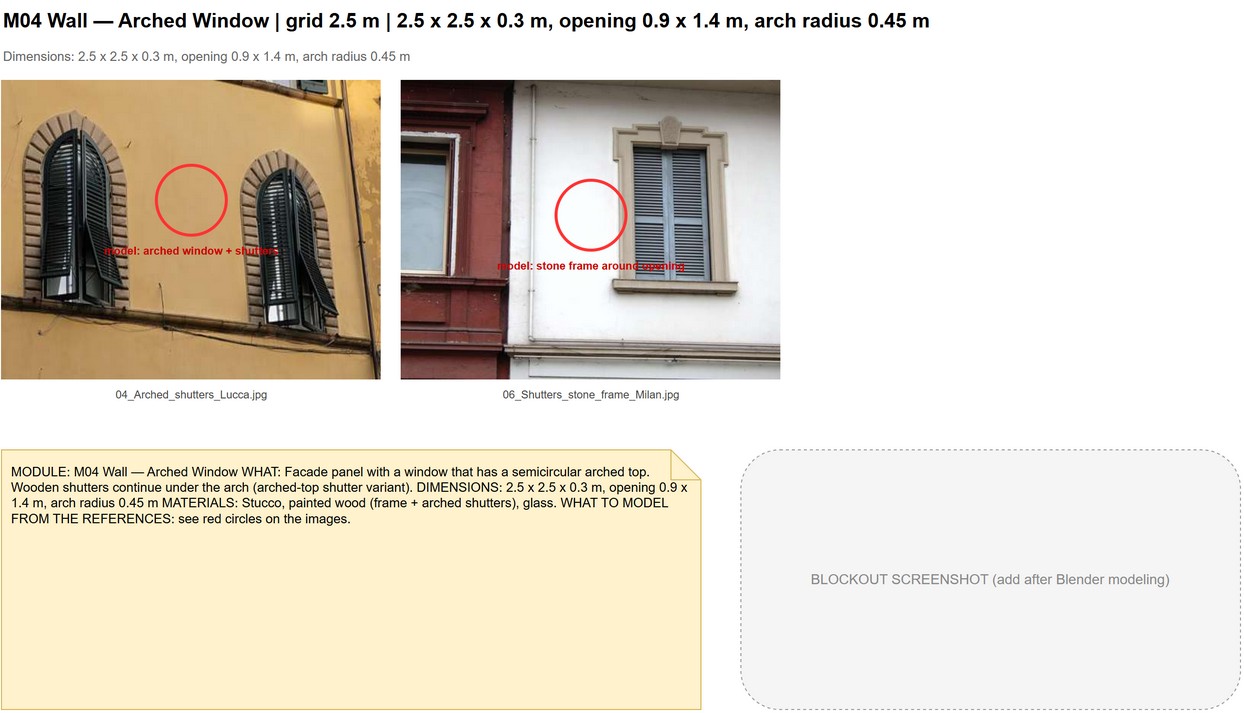 M04 Wall — Arched Window | grid 2.5 m | 2.5 x 2.5 x 0.3 m, opening 0.9 x 1.4 m, arch radius 0.45 m
Dimensions: 2.5 x 2.5 x 0.3 m, opening 0.9 x 1.4 m, arch radius 0.45 m
model: arched window + shutters
model: stone frame around opening
04_Arched_shutters_Lucca.jpg
06_Shutters_stone_frame_Milan.jpg
MODULE: M04 Wall — Arched Window WHAT: Facade panel with a window that has a semicircular arched top.
Wooden shutters continue under the arch (arched-top shutter variant). DIMENSIONS: 2.5 x 2.5 x 0.3 m, opening 0.9 x
1.4 m, arch radius 0.45 m MATERIALS: Stucco, painted wood (frame + arched shutters), glass. WHAT TO MODEL
FROM THE REFERENCES: see red circles on the images.
BLOCKOUT SCREENSHOT (add after Blender modeling)